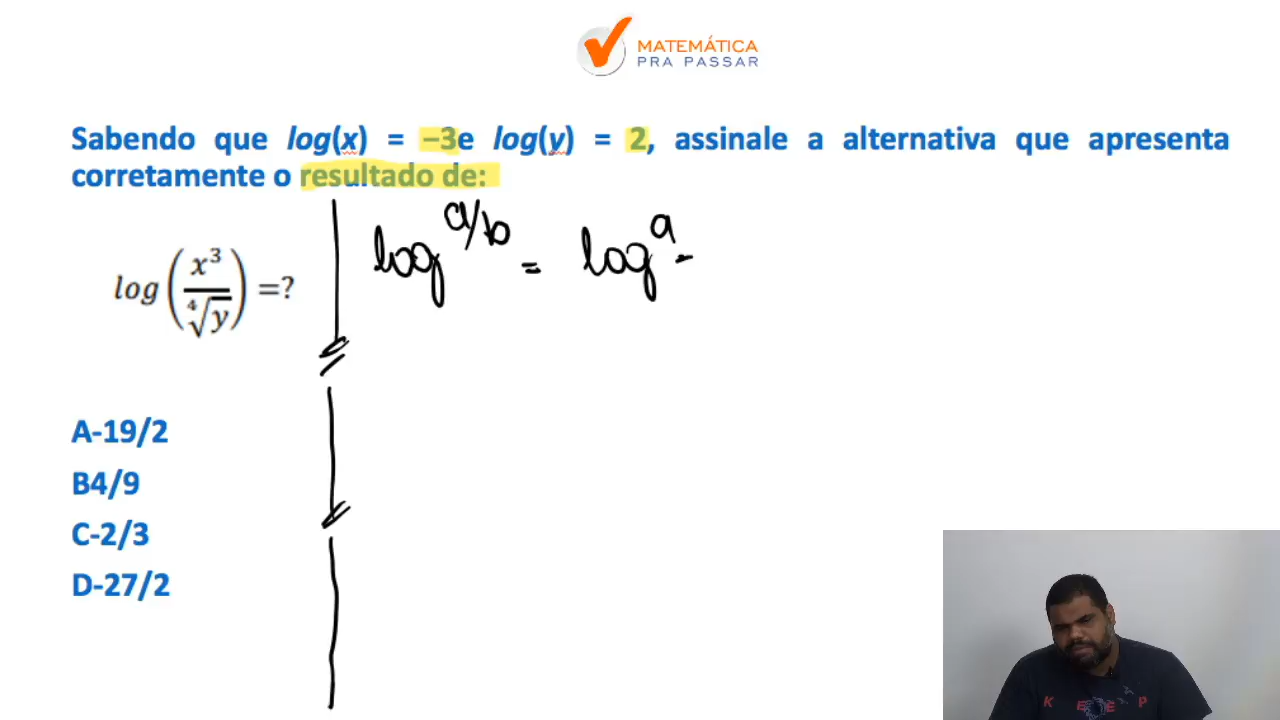 MATEMÁTICA
PRA PASSAR
Sabendo que log(x) = –3e log(y) = 2, assinale a alternativa que apresenta
corretamente o resultado de:
log(x³/⁴√y) =?
log a/b = log a -
A-19/2
B4/9
C-2/3
D-27/2
K E E P